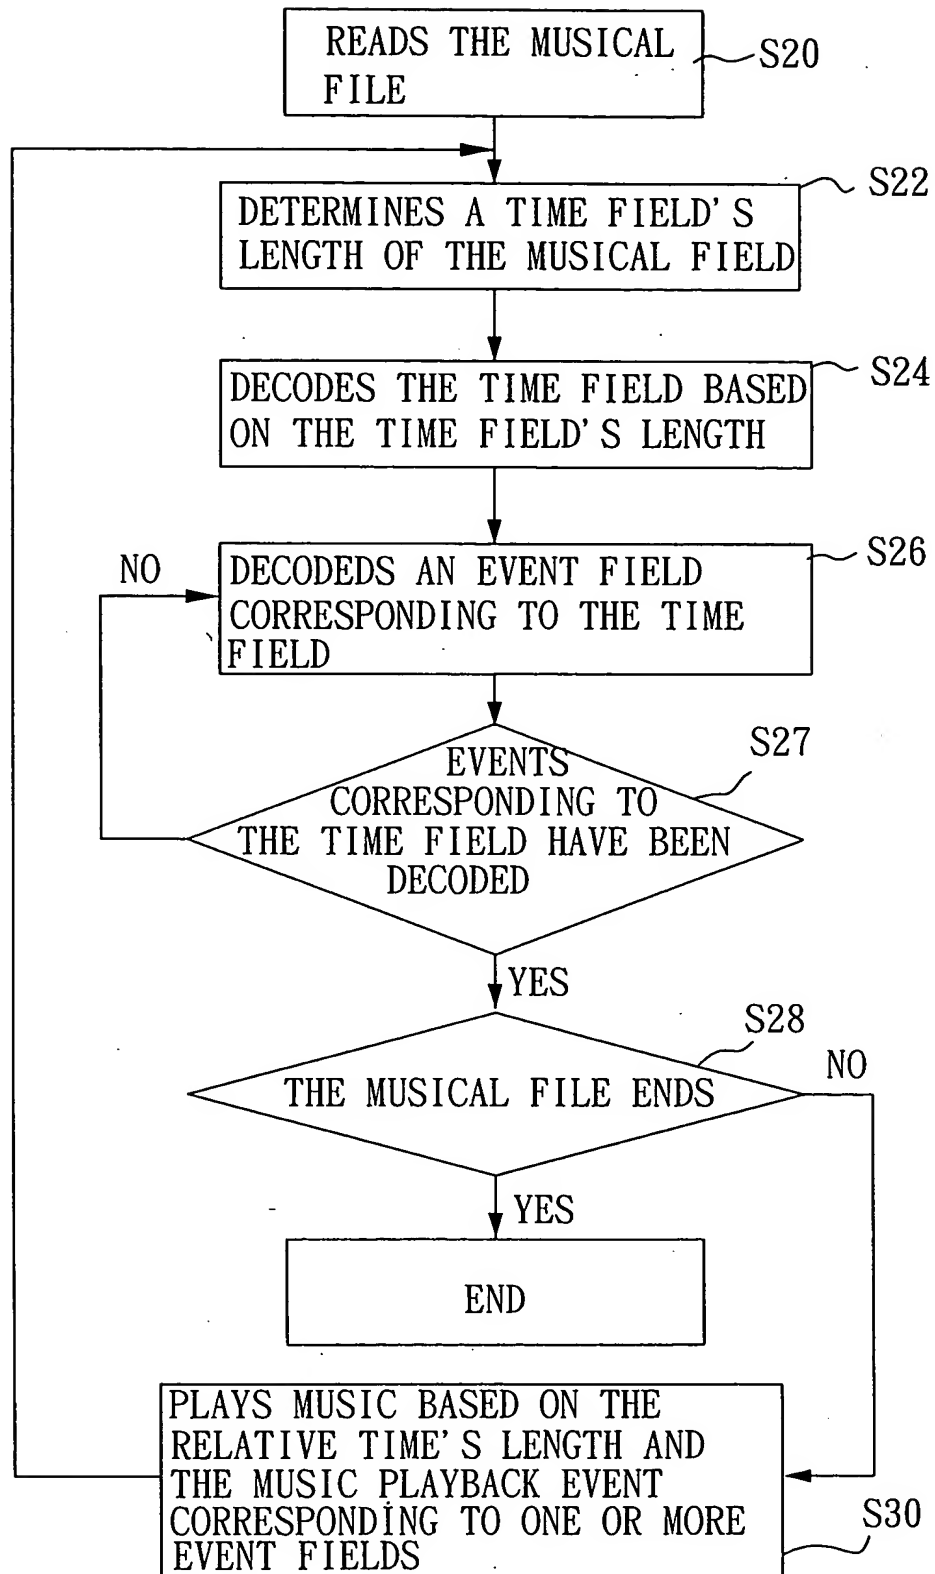 READS THE MUSICAL
FILE
S20
S22
DETERMINES A TIME FIELD'S
LENGTH OF THE MUSICAL FIELD
S24
DECODES THE TIME FIELD BASED
ON THE TIME FIELD'S LENGTH
S26
NO
DECODEDS AN EVENT FIELD
CORRESPONDING TO THE TIME
FIELD
S27
EVENTS
CORRESPONDING TO
THE TIME FIELD HAVE BEEN
DECODED
YES
S28
NO
THE MUSICAL FILE ENDS
YES
END
PLAYS MUSIC BASED ON THE
RELATIVE TIME'S LENGTH AND
THE MUSIC PLAYBACK EVENT
CORRESPONDING TO ONE OR MORE
EVENT FIELDS
S30